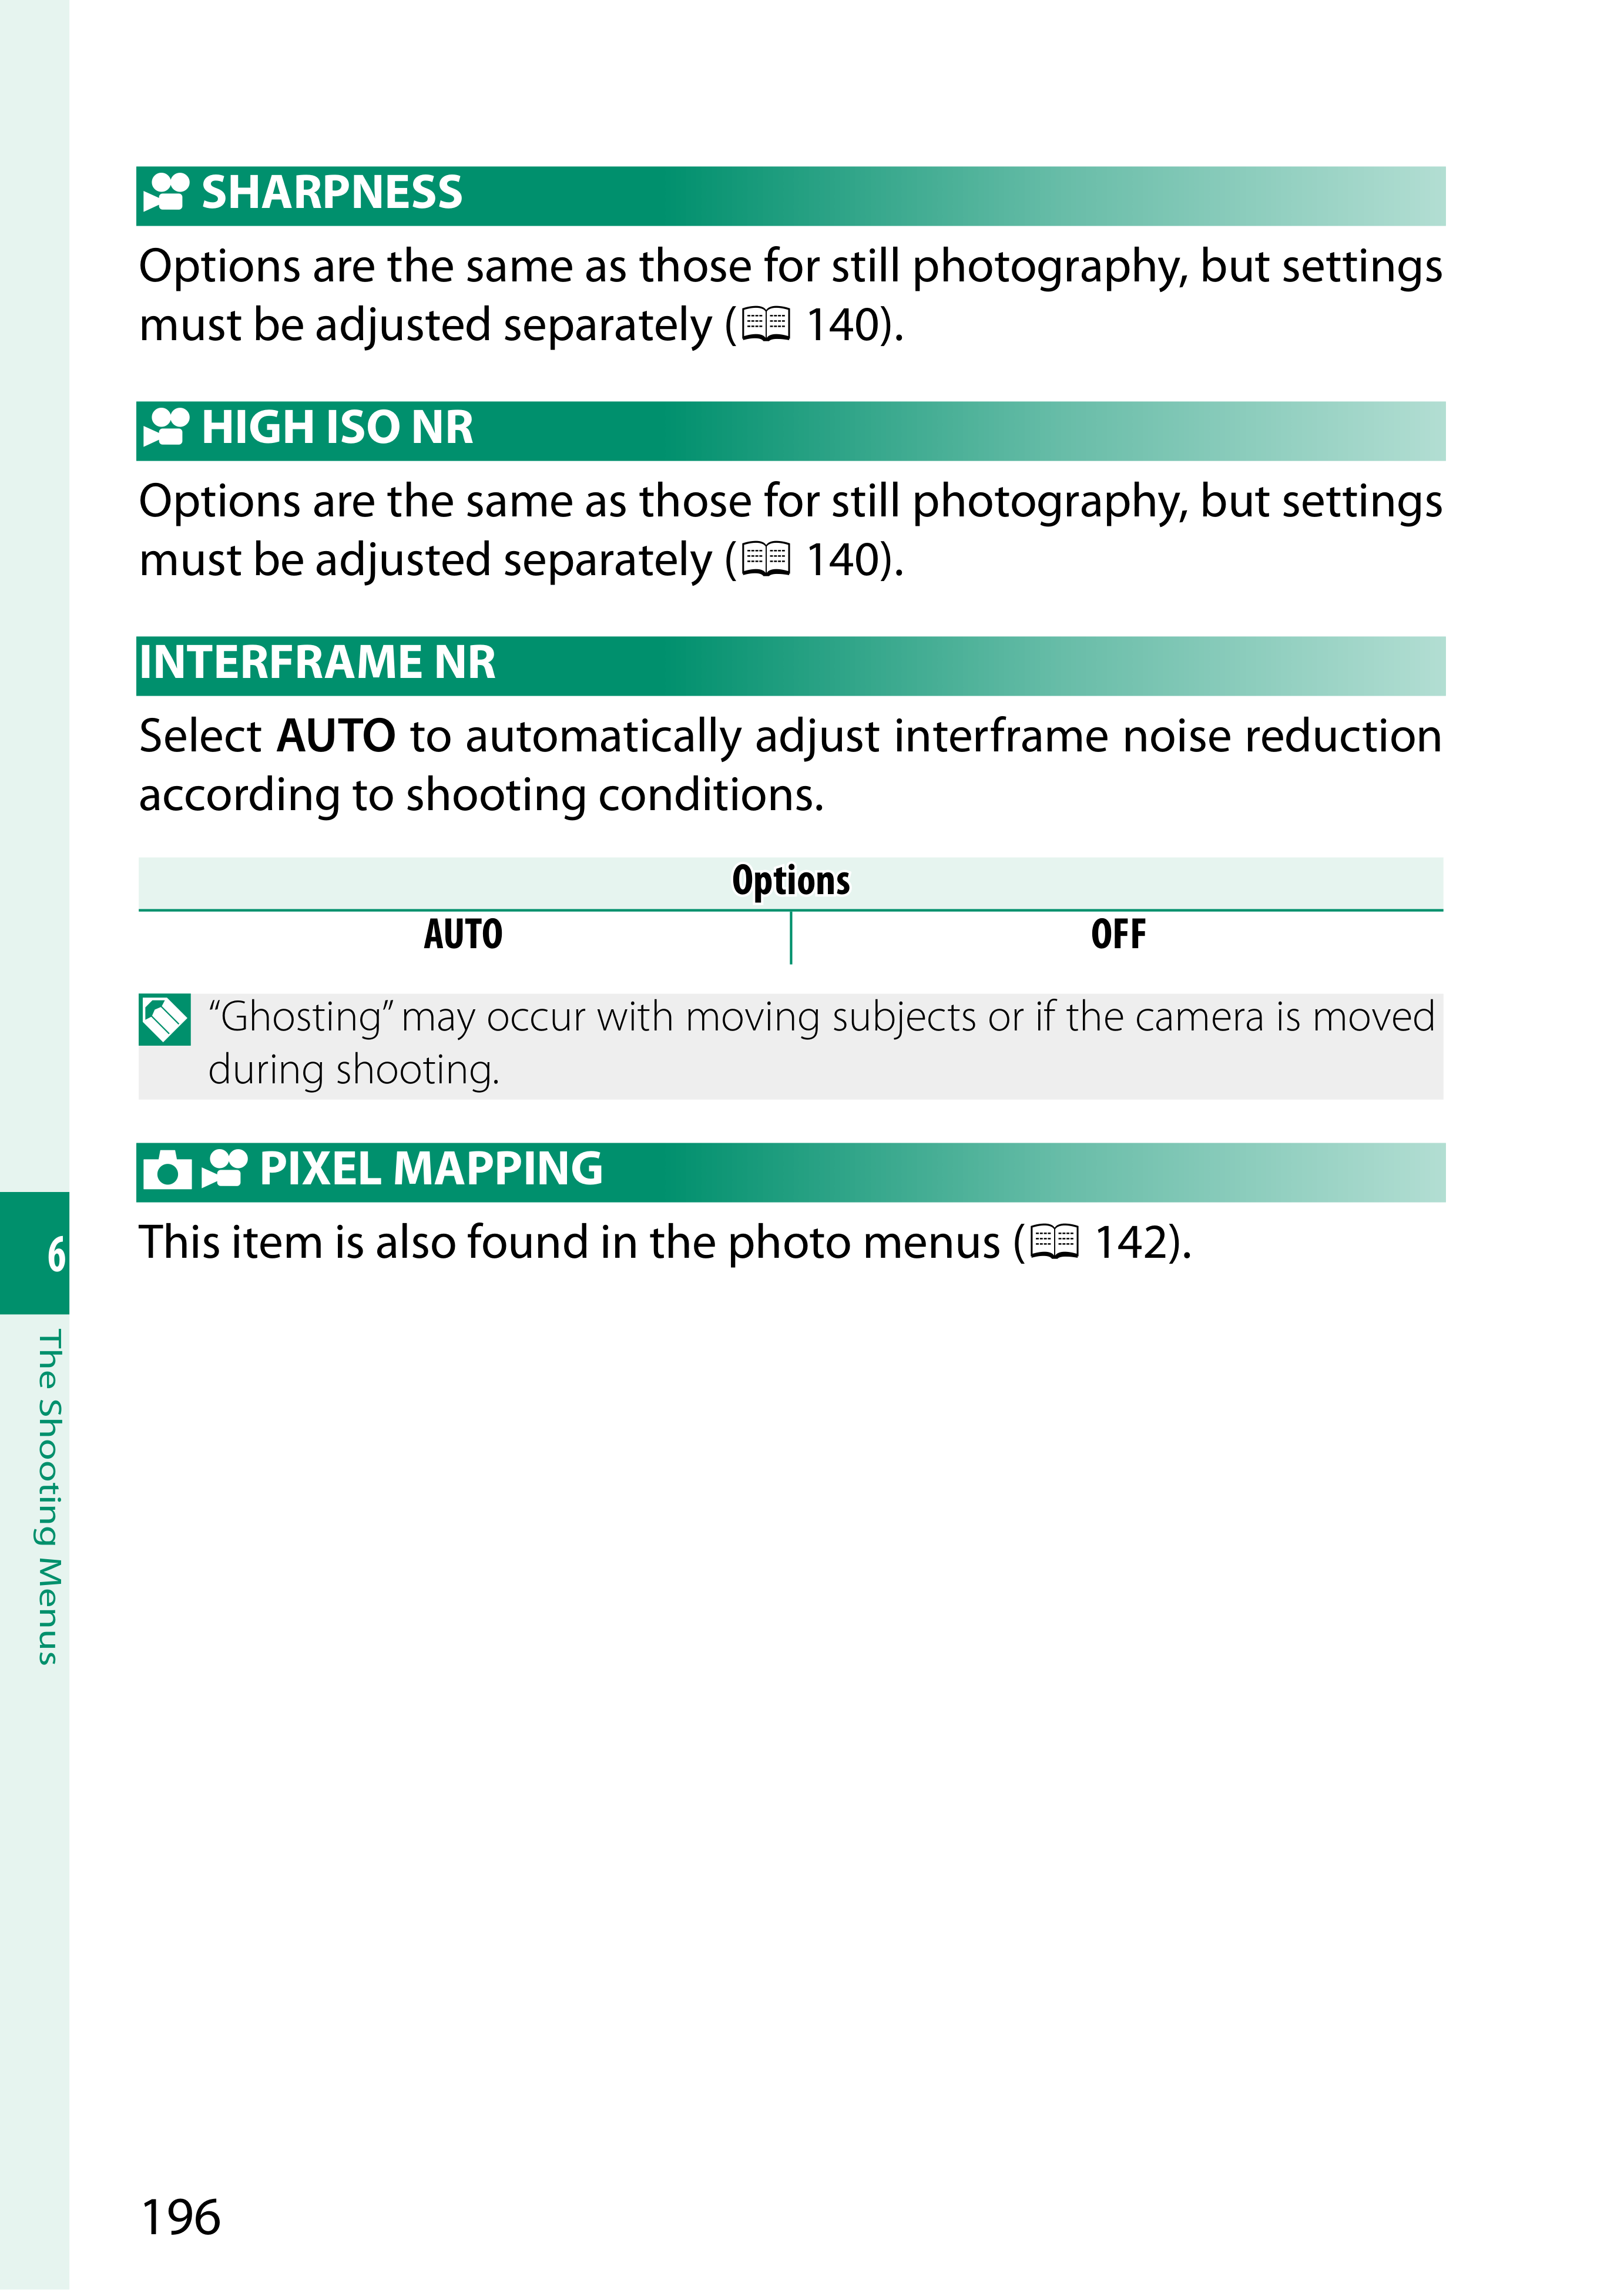 SHARPNESS
Options are the same as those for still photography, but settings
must be adjusted separately ( 140).
HIGH ISO NR
Options are the same as those for still photography, but settings
must be adjusted separately ( 140).
INTERFRAME NR
Select AUTO to automatically adjust interframe noise reduction
according to shooting conditions.
Options
AUTO OFF
“Ghosting” may occur with moving subjects or if the camera is moved
during shooting.
PIXEL MAPPING
This item is also found in the photo menus ( 142).
6
The Shooting Menus
196